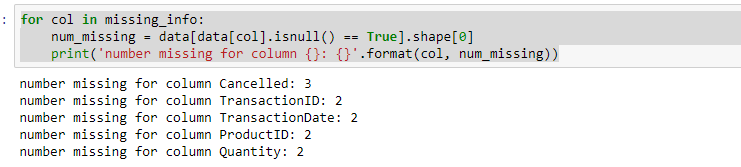 : for col in missing_info:
    num_missing = data[data[col].isnull() == True].shape[0]
    print('number missing for column {}: {}'.format(col, num_missing))
number missing for column Cancelled: 3
number missing for column TransactionID: 2
number missing for column TransactionDate: 2
number missing for column ProductID: 2
number missing for column Quantity: 2